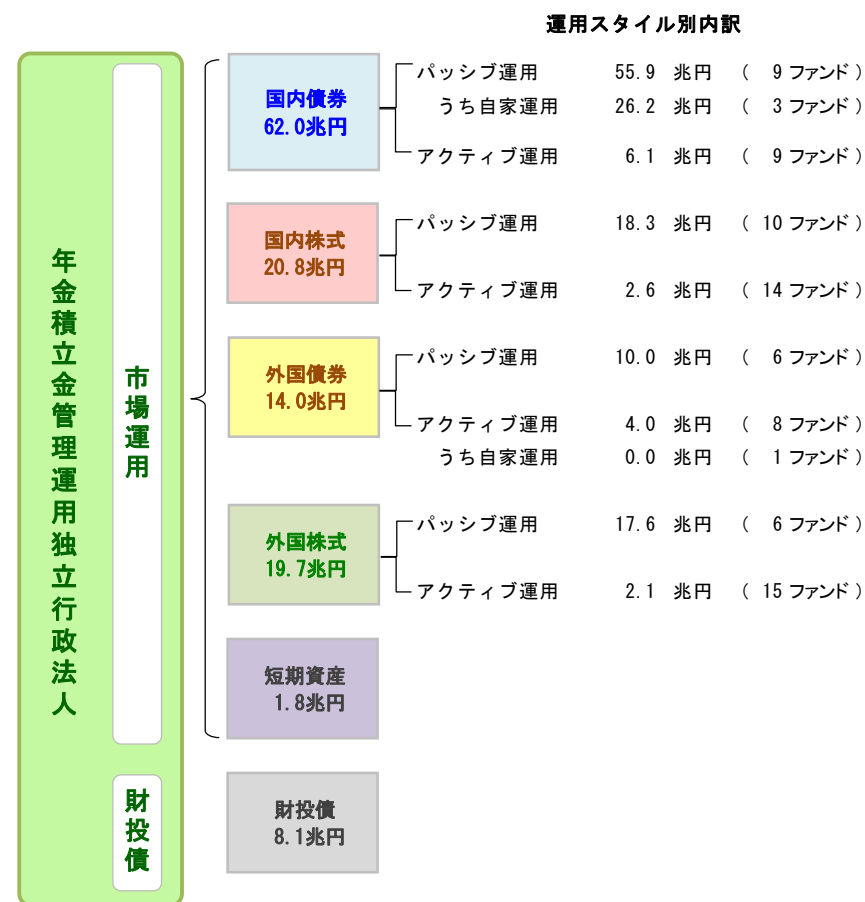 運用スタイル別内訳
年金積立金管理運用独立行政法人
市場運用
国内債券
62.0兆円
パッシブ運用 55.9 兆円 ( 9 ファンド )
うち自家運用 26.2 兆円 ( 3 ファンド )
アクティブ運用 6.1 兆円 ( 9 ファンド )
国内株式
20.8兆円
パッシブ運用 18.3 兆円 ( 10 ファンド )
アクティブ運用 2.6 兆円 ( 14 ファンド )
外国債券
14.0兆円
パッシブ運用 10.0 兆円 ( 6 ファンド )
アクティブ運用 4.0 兆円 ( 8 ファンド )
うち自家運用 0.0 兆円 ( 1 ファンド )
外国株式
19.7兆円
パッシブ運用 17.6 兆円 ( 6 ファンド )
アクティブ運用 2.1 兆円 ( 15 ファンド )
短期資産
1.8兆円
財投債
財投債
8.1兆円